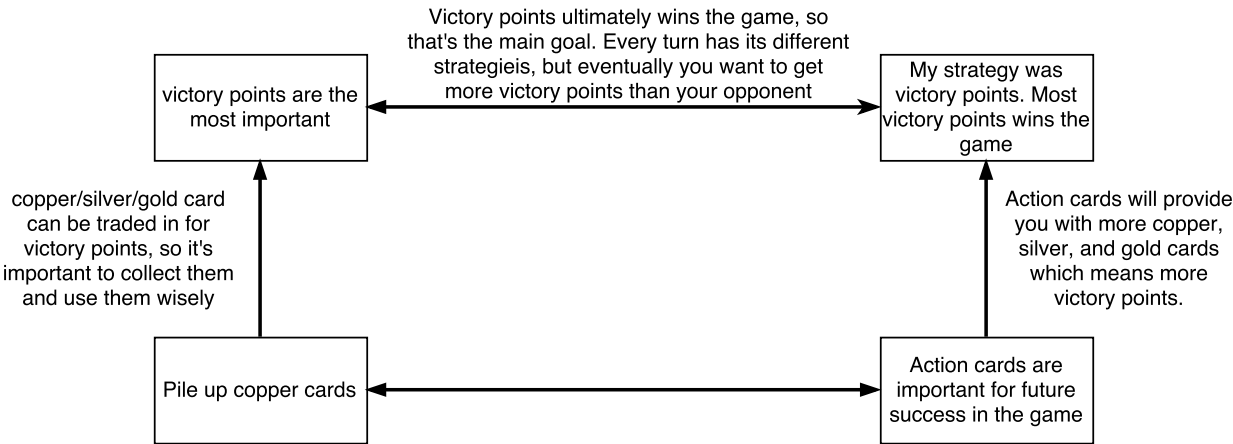 Victory points ultimately wins the game, so
that's the main goal. Every turn has its different
strategieis, but eventually you want to get
more victory points than your opponent
victory points are the
most important
My strategy was
victory points. Most
victory points wins the
game
copper/silver/gold card
can be traded in for
victory points, so it's
important to collect them
and use them wisely
Action cards will provide
you with more copper,
silver, and gold cards
which means more
victory points.
Pile up copper cards
Action cards are
important for future
success in the game